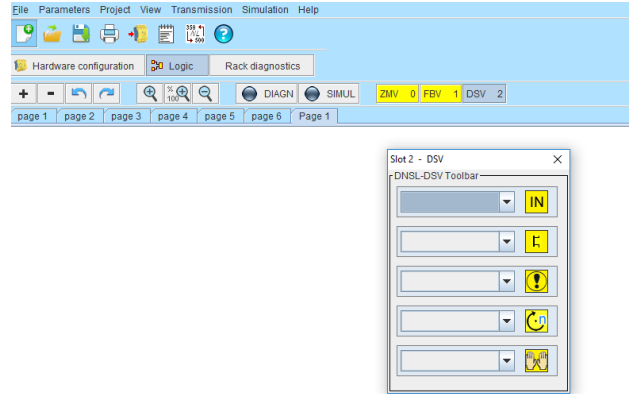 File Parameters Project View Transmission Simulation Help
Hardware configuration Logic Rack diagnostics
+ - % 100 DIAGN SIMUL ZMV 0 FBV 1 DSV 2
page 1 page 2 page 3 page 4 page 5 page 6 Page 1
Slot 2 - DSV
DNSL-DSV Toolbar
IN
n